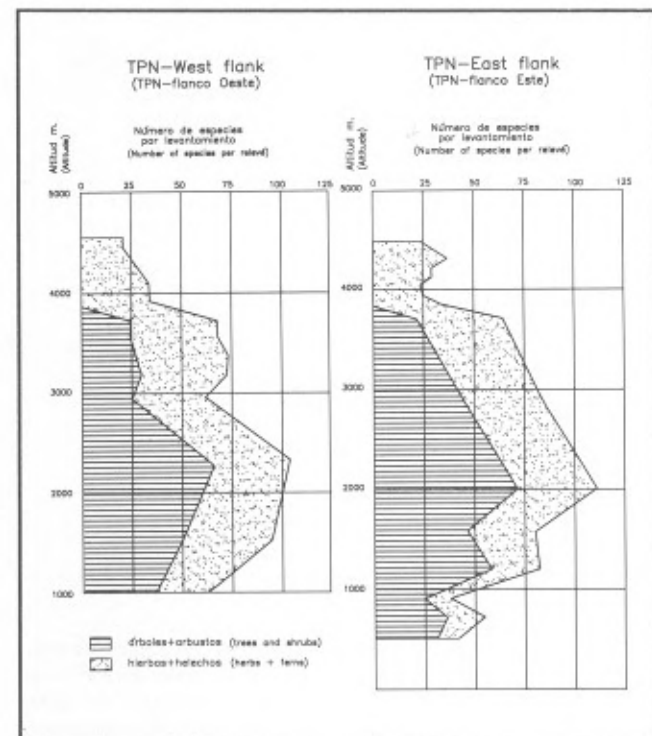 TPN-West flank
(TPN-flanco Oeste)
Número de especies
por levantamiento
(Number of species per relevé)
Altitud m.
(Altitude)
0 25 50 75 100 125
5000
4000
3000
2000
1000
TPN-East flank
(TPN-flanco Este)
Número de especies
por levantamiento
(Number of species per relevé)
Altitud m.
(Altitude)
0 25 50 75 100 125
5000
4000
3000
2000
1000
árboles+arbustos (trees and shrubs)
hierbas+helechos (herbs + ferns)